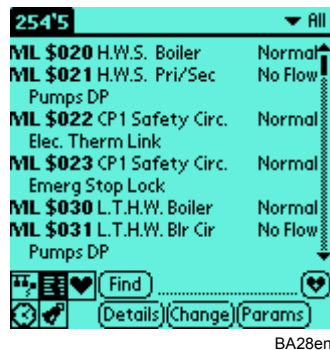 254'5 All
ML $020 H.W.S. Boiler Normal
ML $021 H.W.S. Pri/Sec No Flow
Pumps DP
ML $022 CP1 Safety Circ. Normal
Elec. Therm Link
ML $023 CP1 Safety Circ. Normal
Emerg Stop Lock
ML $030 L.T.H.W. Boiler Normal
ML $031 L.T.H.W. Blr Cir No Flow
Pumps DP
Find
Details Change Params
BA28en